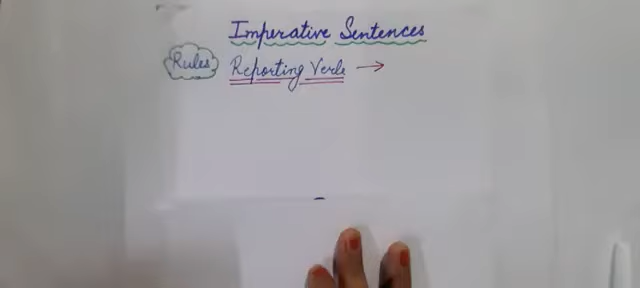 Imperative Sentences
Rules Reporting Verb →